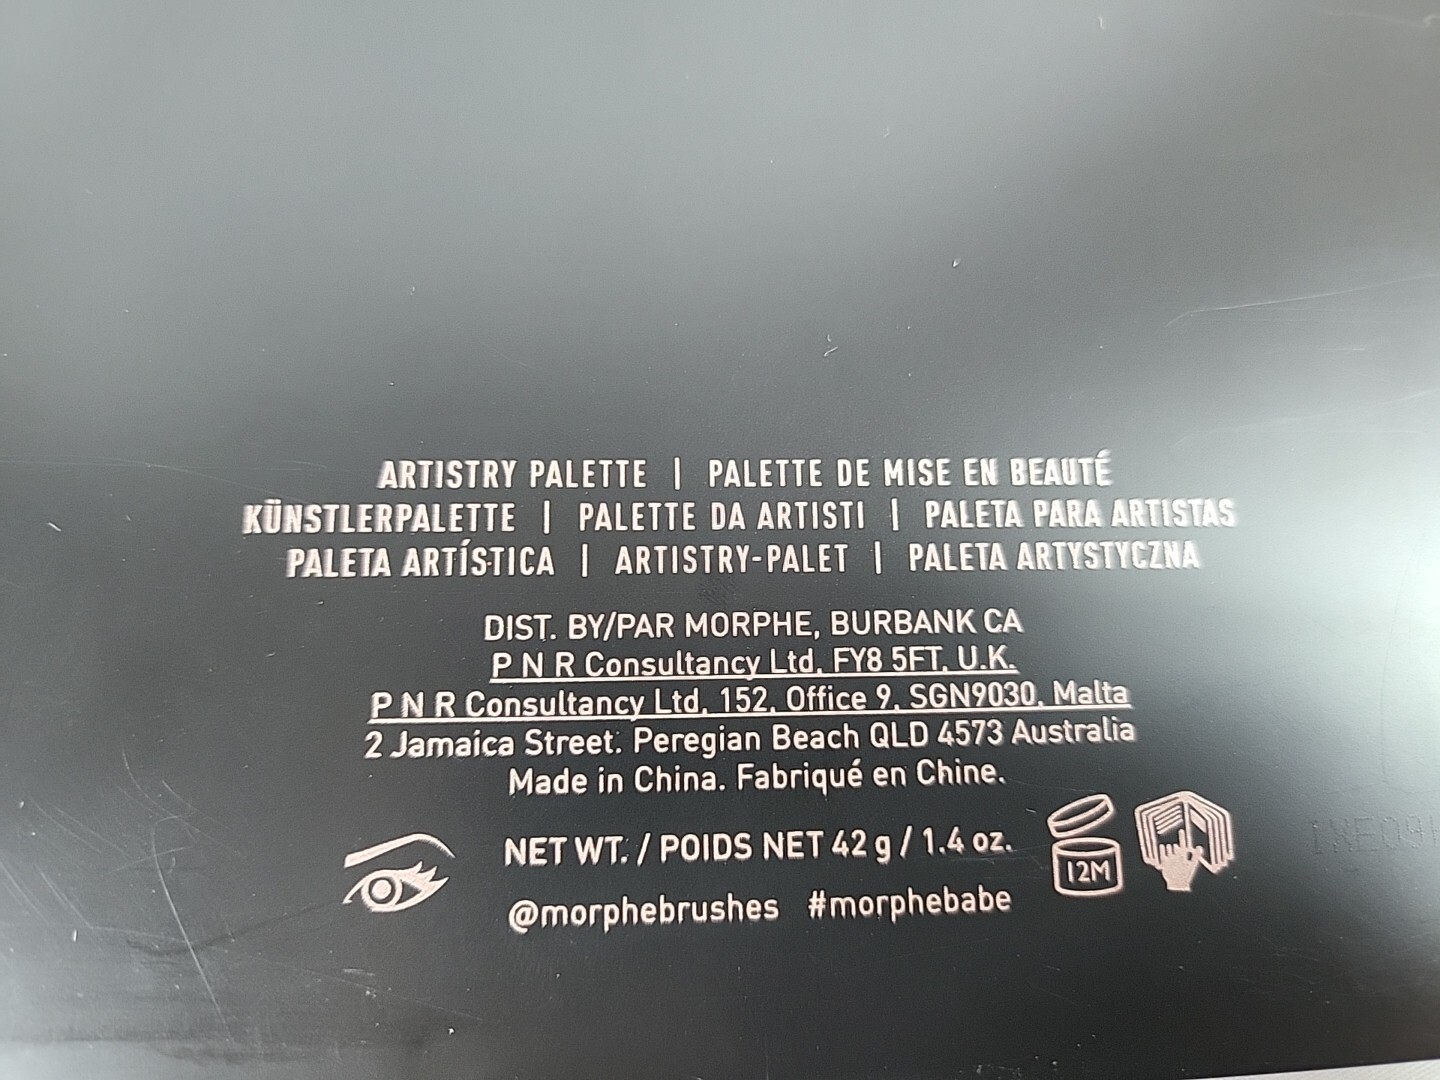 ARTISTRY PALETTE | PALETTE DE MISE EN BEAUTÉ
KÜNSTLERPALETTE | PALETTE DA ARTISTI | PALETA PARA ARTISTAS
PALETA ARTÍSTICA | ARTISTRY-PALET | PALETA ARTYSTYCZNA
DIST. BY/PAR MORPHE, BURBANK CA
P N R Consultancy Ltd, FY8 5FT, U.K.
P N R Consultancy Ltd, 152, Office 9, SGN9030, Malta
2 Jamaica Street. Peregian Beach QLD 4573 Australia
Made in China. Fabriqué en Chine.
NET WT. / POIDS NET 42 g / 1.4 oz.
12M
@morphebrushes #morphebabe